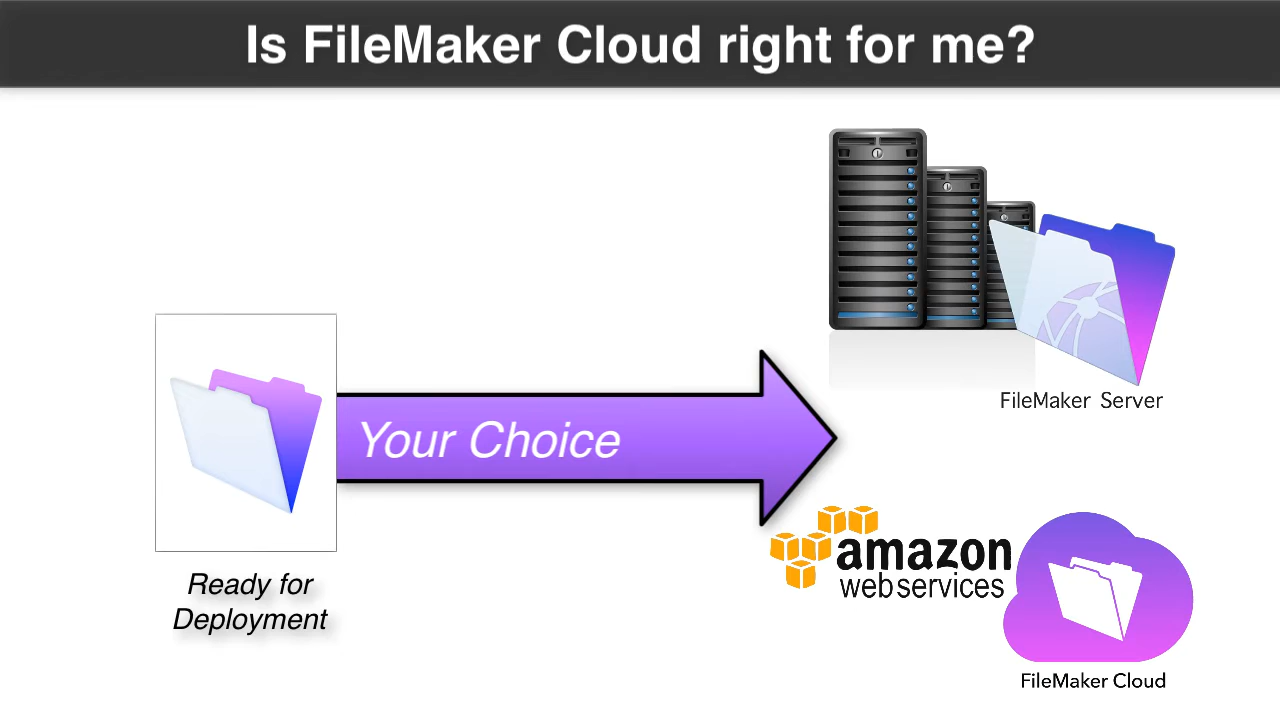 Is FileMaker Cloud right for me?
FileMaker Server
Your Choice
amazon
webservices
Ready for
Deployment
FileMaker Cloud